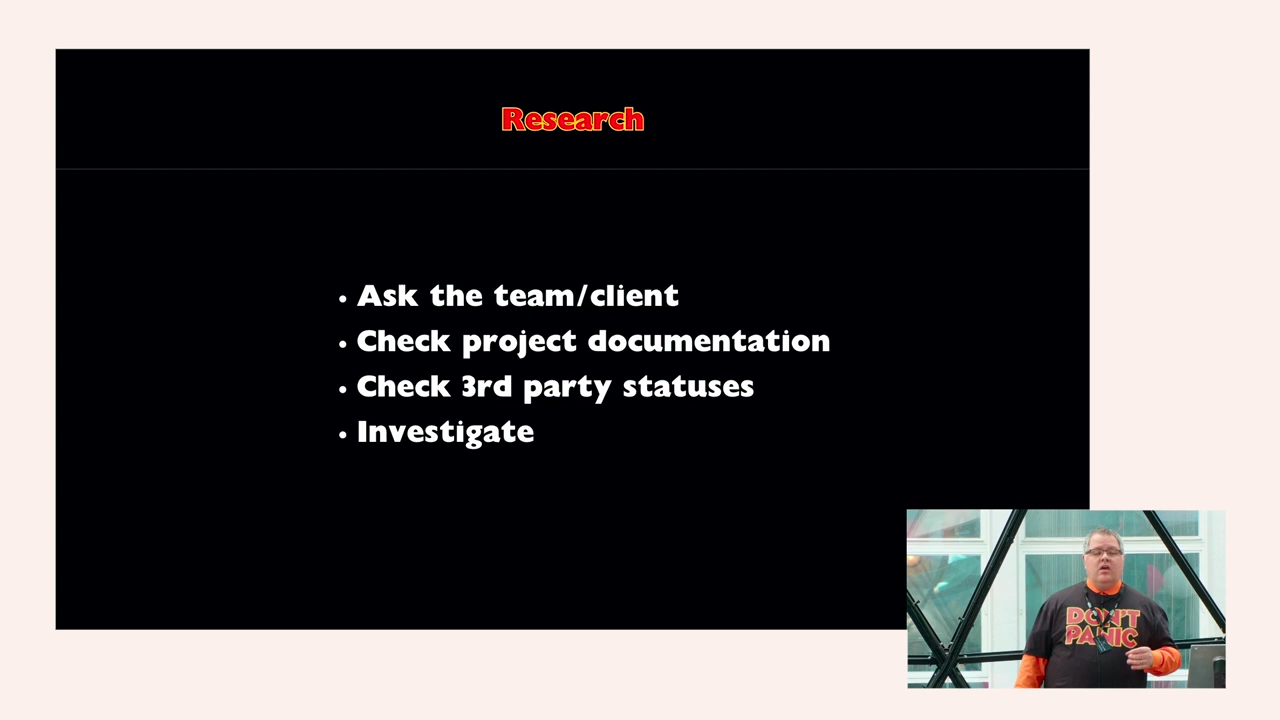 Research
• Ask the team/client
• Check project documentation
• Check 3rd party statuses
• Investigate
DON'T
PANIC